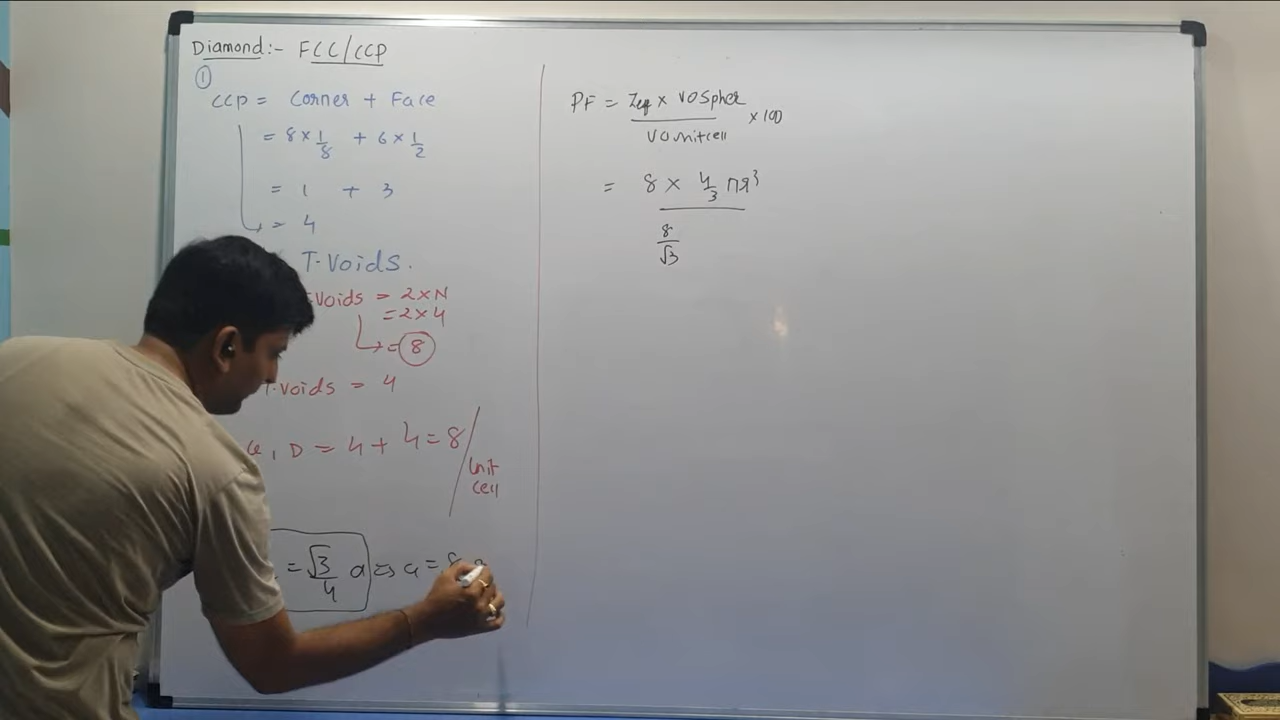 Diamond:- FCC/CCP
①
CCP = Corner + Face
= 8 × 1/8 + 6 × 1/2
= 1 + 3
= 4
T-Voids.
Voids = 2×N
= 2×4
= 8
T-voids = 4
, D = 4 + 4 = 8/
Unit
cell
= √3/4 a ⇒ a = 8
PF = Zeff × VOSpher / VOUnitcell × 100
= 8 × 4/3 πr³
8/√3